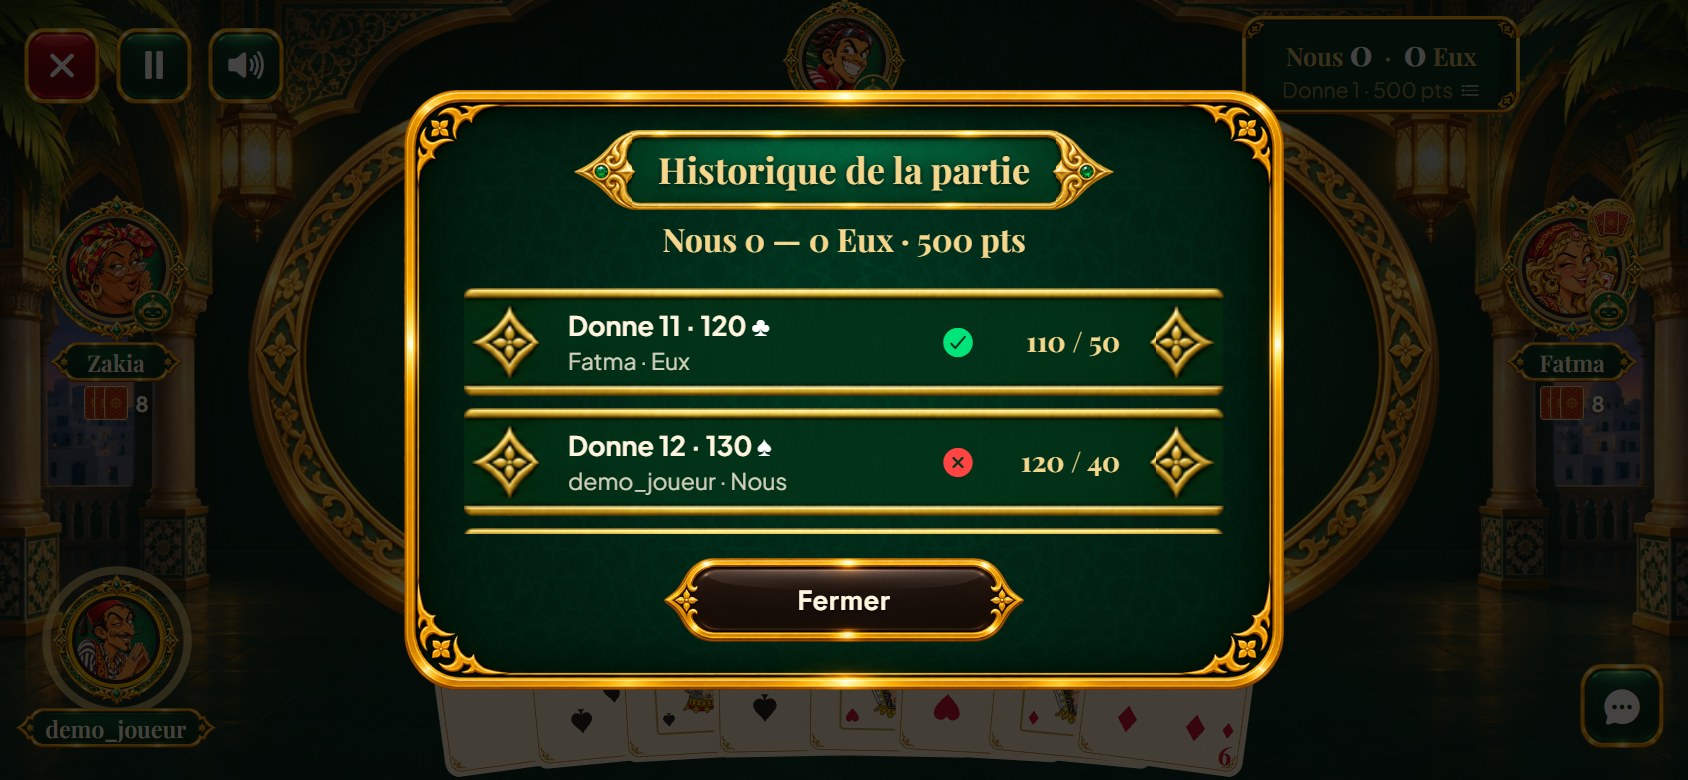 Nous 0 · 0 Eux
Donne 1 · 500 pts
Historique de la partie
Nous 0 — 0 Eux · 500 pts
Donne 11 · 120 ♣
Fatma · Eux
110 / 50
Donne 12 · 130 ♠
demo_joueur · Nous
120 / 40
Fermer
Zakia
8
Fatma
8
demo_joueur
9